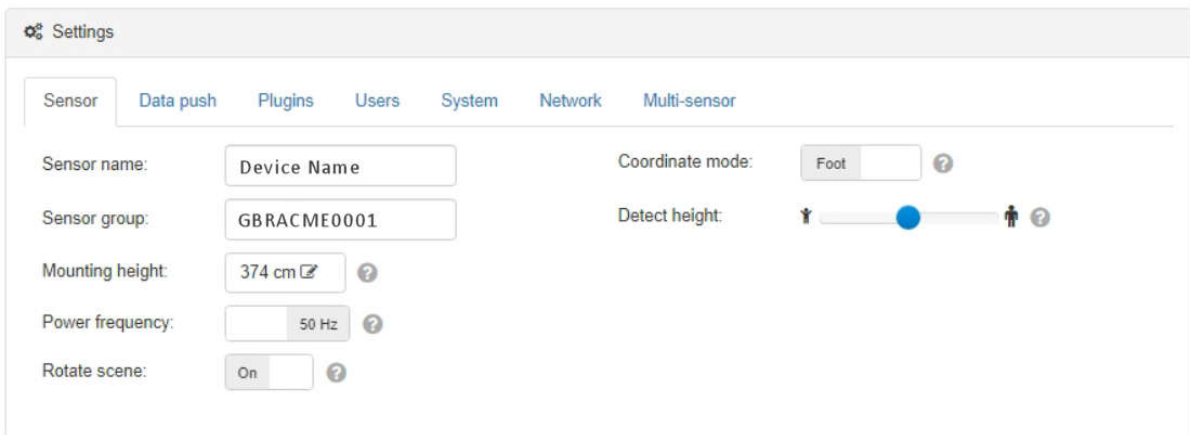 Settings
Sensor Data push Plugins Users System Network Multi-sensor
Sensor name: Device Name
Coordinate mode: Foot
Sensor group: GBRACME0001
Detect height:
Mounting height: 374 cm
Power frequency: 50 Hz
Rotate scene: On